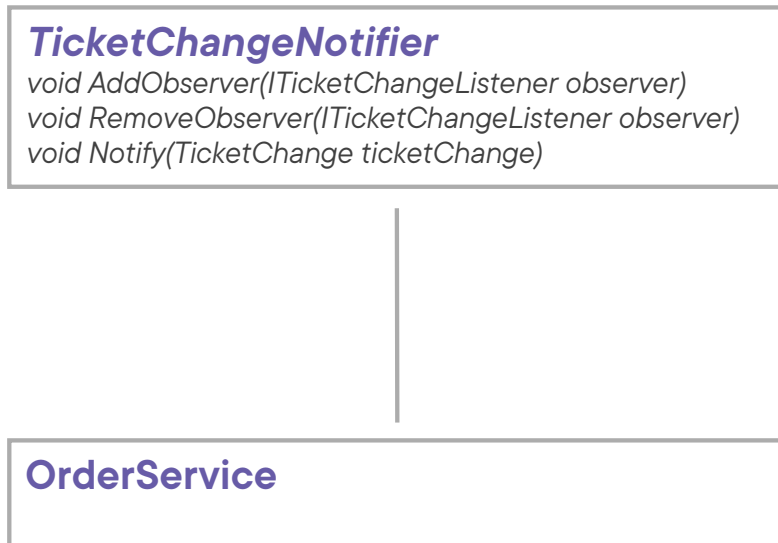 TicketChangeNotifier
void AddObserver(ITicketChangeListener observer)
void RemoveObserver(ITicketChangeListener observer)
void Notify(TicketChange ticketChange)
OrderService